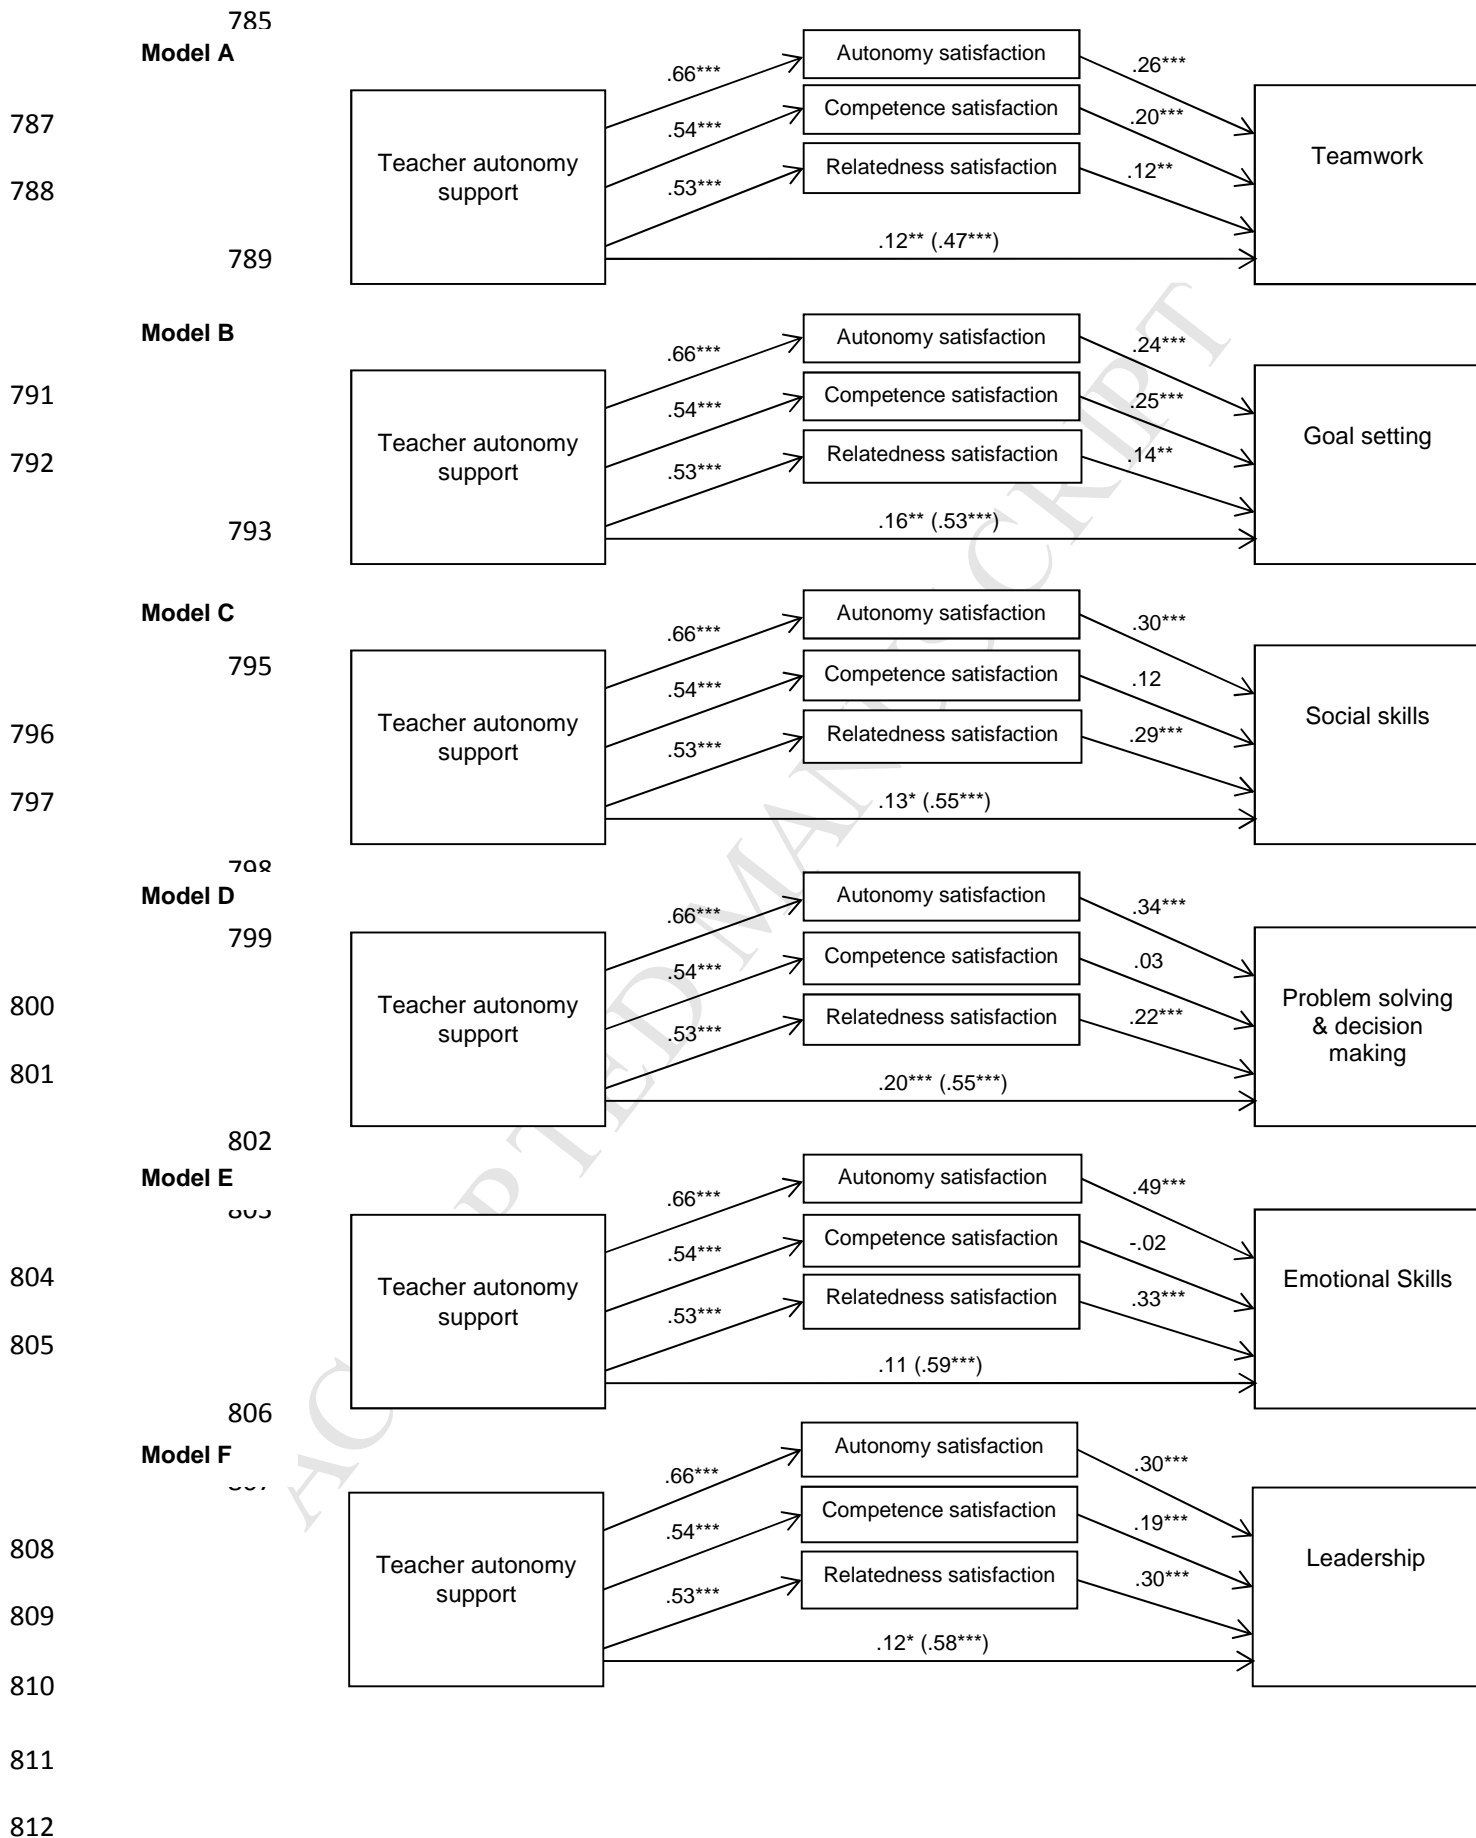 785
Model A
Autonomy satisfaction
.66***
.26***
787
Competence satisfaction
.54***
.20***
Teacher autonomy
support
Teamwork
788
Relatedness satisfaction
.53***
.12**
789
.12** (.47***)
Model B
Autonomy satisfaction
.66***
.24***
791
Competence satisfaction
.54***
.25***
Teacher autonomy
support
Goal setting
792
Relatedness satisfaction
.53***
.14**
793
.16** (.53***)
Model C
Autonomy satisfaction
.66***
.30***
795
Competence satisfaction
.54***
.12
Teacher autonomy
support
Social skills
796
Relatedness satisfaction
.53***
.29***
797
.13* (.55***)
798
Model D
Autonomy satisfaction
.66***
.34***
799
Competence satisfaction
.54***
.03
Teacher autonomy
support
Problem solving
& decision
making
800
Relatedness satisfaction
.53***
.22***
801
.20*** (.55***)
802
Model E
Autonomy satisfaction
.66***
.49***
Competence satisfaction
.54***
-.02
804
Teacher autonomy
support
Emotional Skills
Relatedness satisfaction
.53***
.33***
805
.11 (.59***)
806
Model F
Autonomy satisfaction
.66***
.30***
Competence satisfaction
.54***
.19***
808
Teacher autonomy
support
Leadership
Relatedness satisfaction
.53***
.30***
809
.12* (.58***)
810
811
812